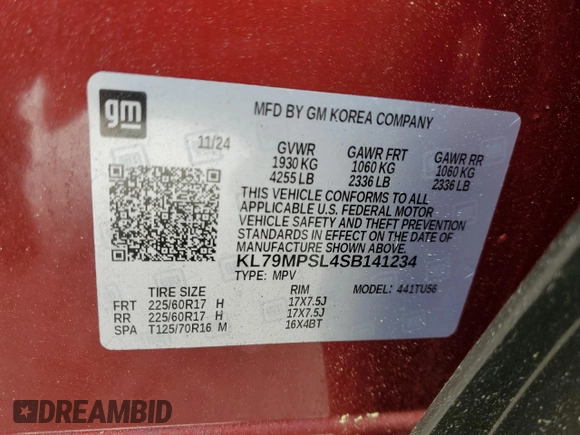 gm
MFD BY GM KOREA COMPANY
11/24 GVWR GAWR FRT GAWR RR
1930 KG 1060 KG 1060 KG
4255 LB 2336 LB 2336 LB
THIS VEHICLE CONFORMS TO ALL
APPLICABLE U.S. FEDERAL MOTOR
VEHICLE SAFETY AND THEFT PREVENTION
STANDARDS IN EFFECT ON THE DATE OF
MANUFACTURE SHOWN ABOVE.
KL79MPSL4SB141234
TYPE: MPV MODEL: 441TU56
TIRE SIZE RIM
FRT 225/60R17 H 17X7.5J
RR 225/60R17 H 17X7.5J
SPA T125/70R16 M 16X4BT
DREAMBID